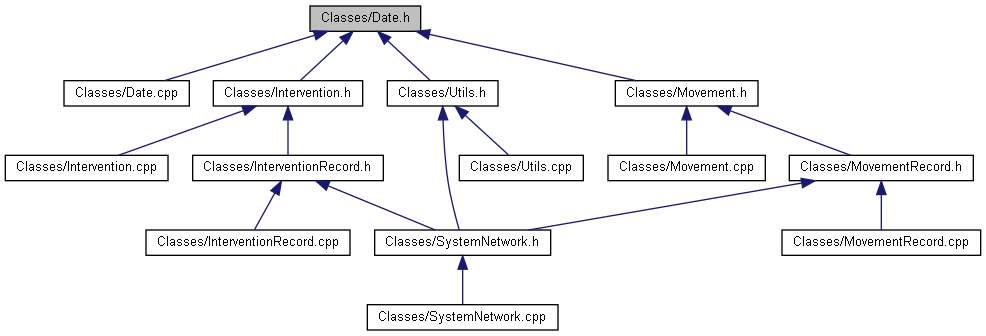 Classes/Date.h
Classes/Date.cpp
Classes/Intervention.h
Classes/Utils.h
Classes/Movement.h
Classes/Intervention.cpp
Classes/InterventionRecord.h
Classes/Utils.cpp
Classes/Movement.cpp
Classes/MovementRecord.h
Classes/InterventionRecord.cpp
Classes/SystemNetwork.h
Classes/MovementRecord.cpp
Classes/SystemNetwork.cpp